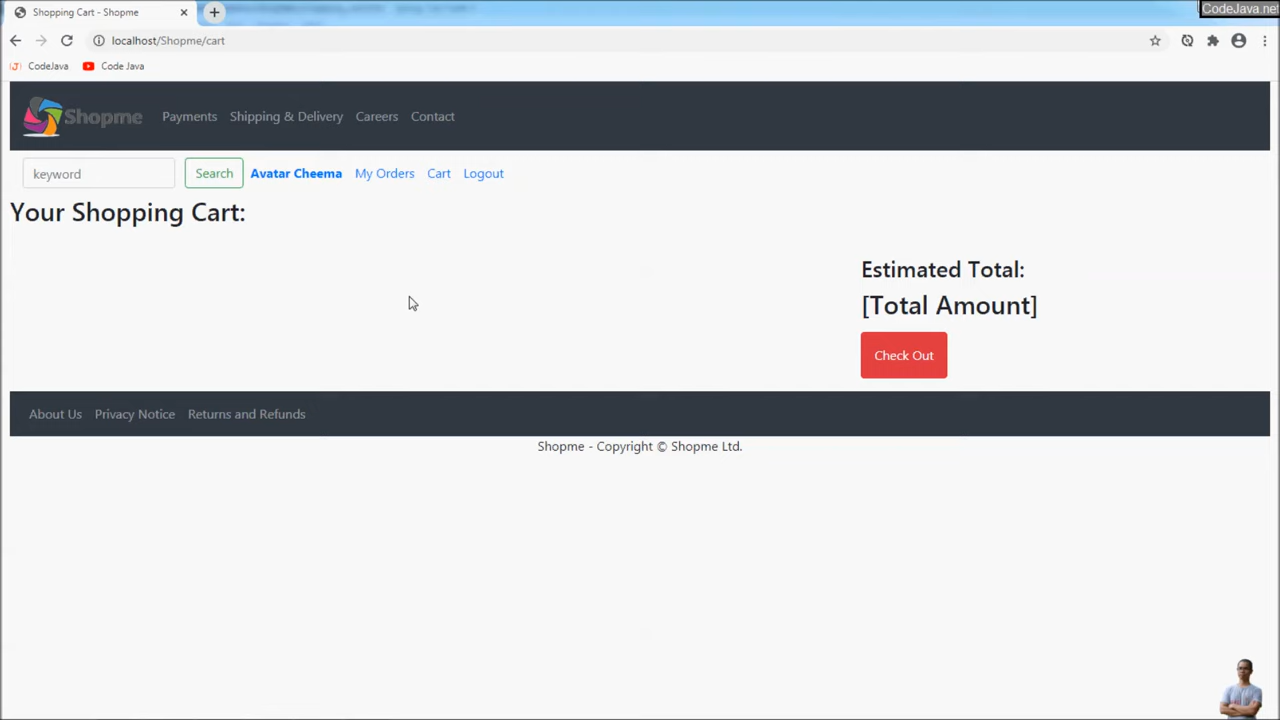 CodeJava.net
Shopping Cart - Shopme
localhost/Shopme/cart
CodeJava Code Java
Shopme Payments Shipping & Delivery Careers Contact
keyword Search Avatar Cheema My Orders Cart Logout
Your Shopping Cart:
Estimated Total:
[Total Amount]
Check Out
About Us Privacy Notice Returns and Refunds
Shopme - Copyright © Shopme Ltd.